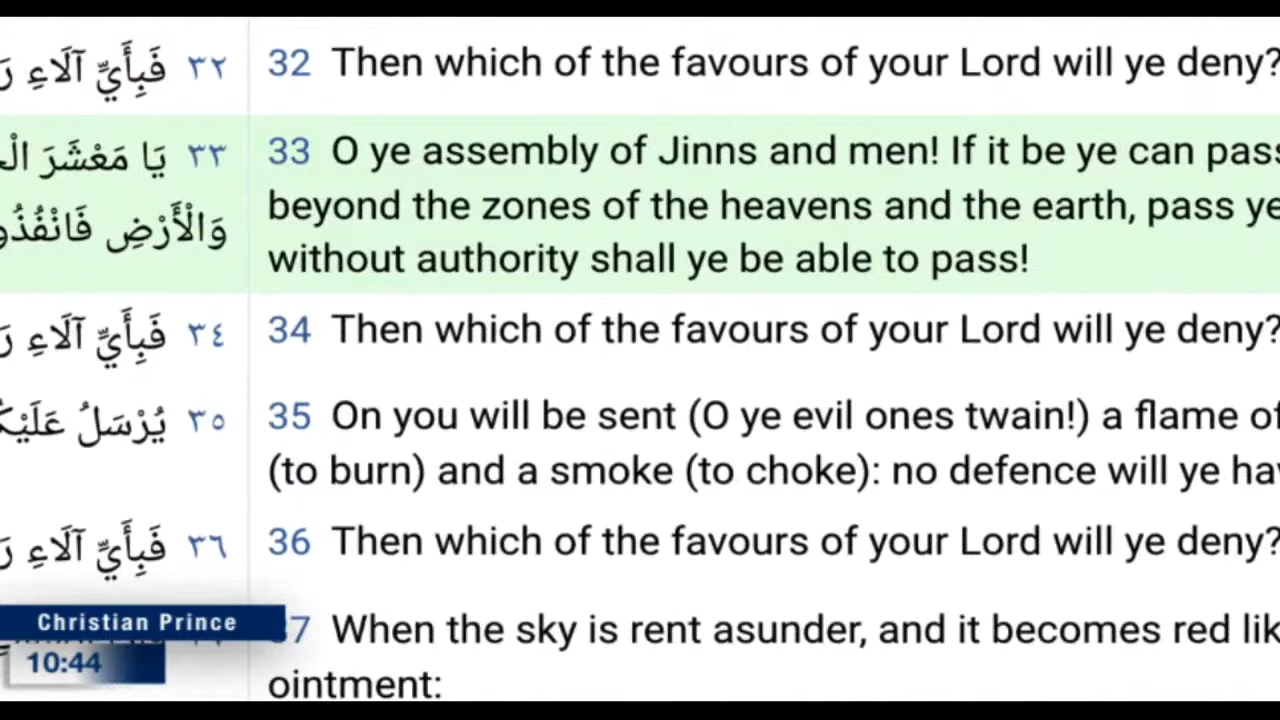 ٣٢ فَبِأَيِّ آلَاءِ
32 Then which of the favours of your Lord will ye deny?
٣٣ يَا مَعْشَرَ
وَالْأَرْضِ
33 O ye assembly of Jinns and men! If it be ye can pass
beyond the zones of the heavens and the earth, pass ye
without authority shall ye be able to pass!
٣٤ فَبِأَيِّ آلَاءِ
34 Then which of the favours of your Lord will ye deny?
٣٥ يُرْسَلُ
35 On you will be sent (O ye evil ones twain!) a flame of
(to burn) and a smoke (to choke): no defence will ye
٣٦ فَبِأَيِّ آلَاءِ
36 Then which of the favours of your Lord will ye deny?
When the sky is rent asunder, and it becomes red
ointment:
Christian Prince
10:44